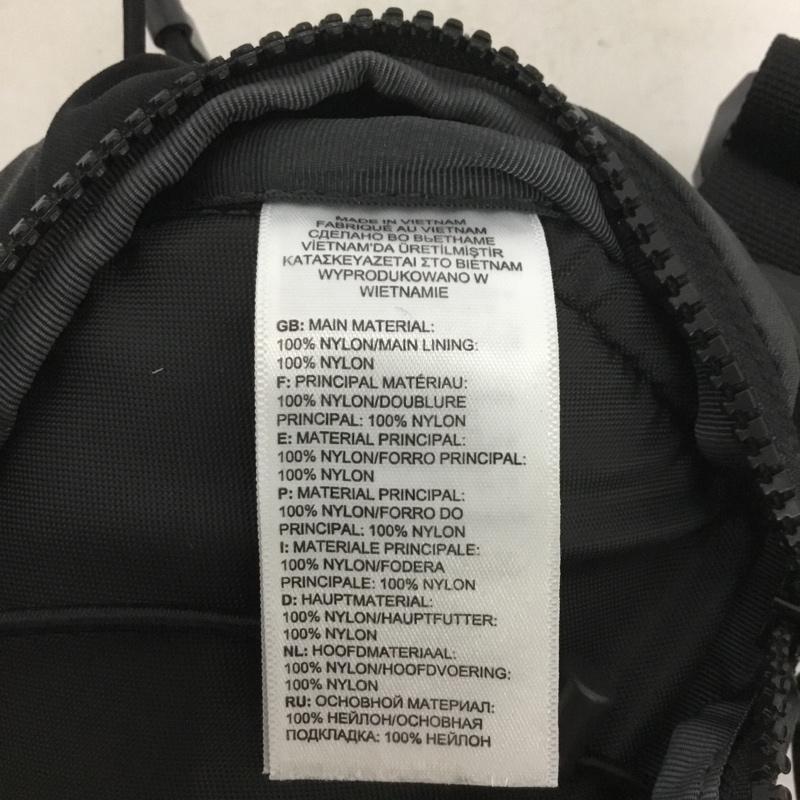 MADE IN VIETNAM
FABRIQUÉ AU VIETNAM
СДЕЛАНО ВО ВЬЕТНАМЕ
VİETNAM'DA ÜRETİLMİŞTİR
ΚΑΤΑΣΚΕΥΑΖΕΤΑΙ ΣΤΟ ΒΙΕΤΝΑΜ
WYPRODUKOWANO W
WIETNAMIE
GB: MAIN MATERIAL:
100% NYLON/MAIN LINING:
100% NYLON
F: PRINCIPAL MATÉRIAU:
100% NYLON/DOUBLURE
PRINCIPAL: 100% NYLON
E: MATERIAL PRINCIPAL:
100% NYLON/FORRO PRINCIPAL:
100% NYLON
P: MATERIAL PRINCIPAL:
100% NYLON/FORRO DO
PRINCIPAL: 100% NYLON
I: MATERIALE PRINCIPALE:
100% NYLON/FODERA
PRINCIPALE: 100% NYLON
D: HAUPTMATERIAL:
100% NYLON/HAUPTFUTTER:
100% NYLON
NL: HOOFDMATERIAAL:
100% NYLON/HOOFDVOERING:
100% NYLON
RU: ОСНОВНОЙ МАТЕРИАЛ:
100% НЕЙЛОН/ОСНОВНАЯ
ПОДКЛАДКА: 100% НЕЙЛОН